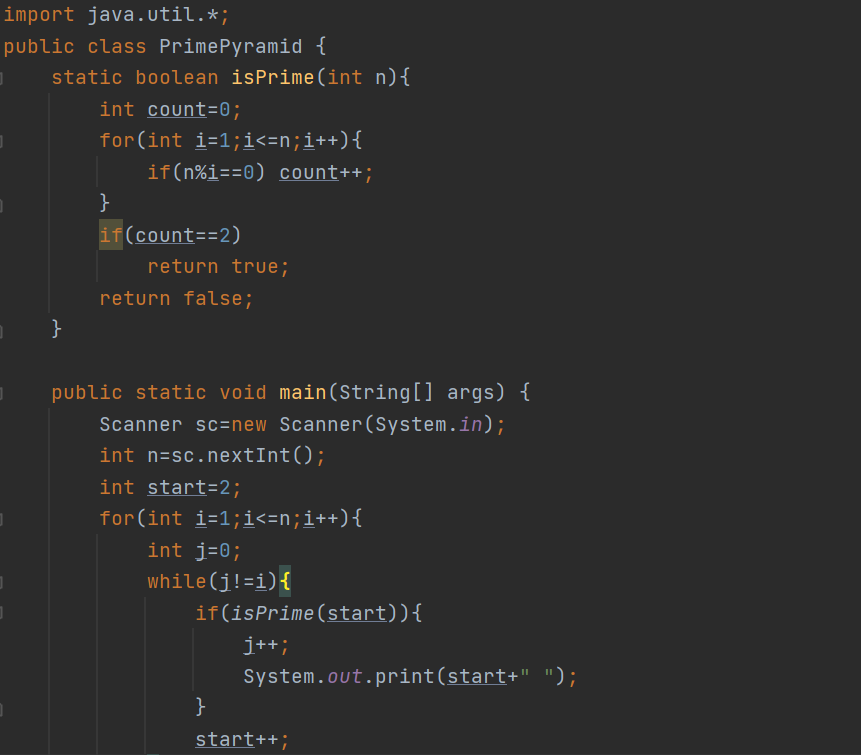 import java.util.*;
public class PrimePyramid {
    static boolean isPrime(int n){
        int count=0;
        for(int i=1;i<=n;i++){
            if(n%i==0) count++;
        }
        if(count==2)
            return true;
        return false;
    }

    public static void main(String[] args) {
        Scanner sc=new Scanner(System.in);
        int n=sc.nextInt();
        int start=2;
        for(int i=1;i<=n;i++){
            int j=0;
            while(j!=i){
                if(isPrime(start)){
                    j++;
                    System.out.print(start+" ");
                }
                start++;